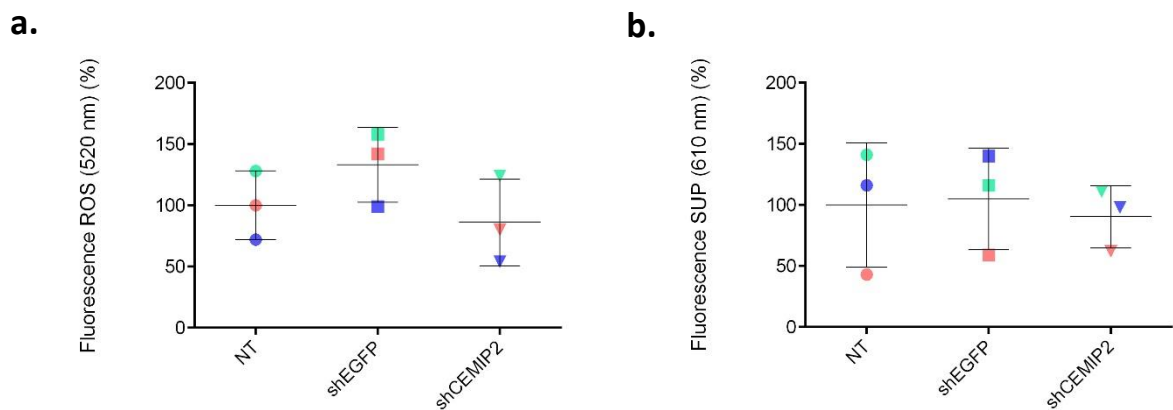 a.
Fluorescence ROS (520 nm) (%)
200
150
100
50
0
NT
shEGFP
shCEMIP2
b.
Fluorescence SUP (610 nm) (%)
200
150
100
50
0
NT
shEGFP
shCEMIP2